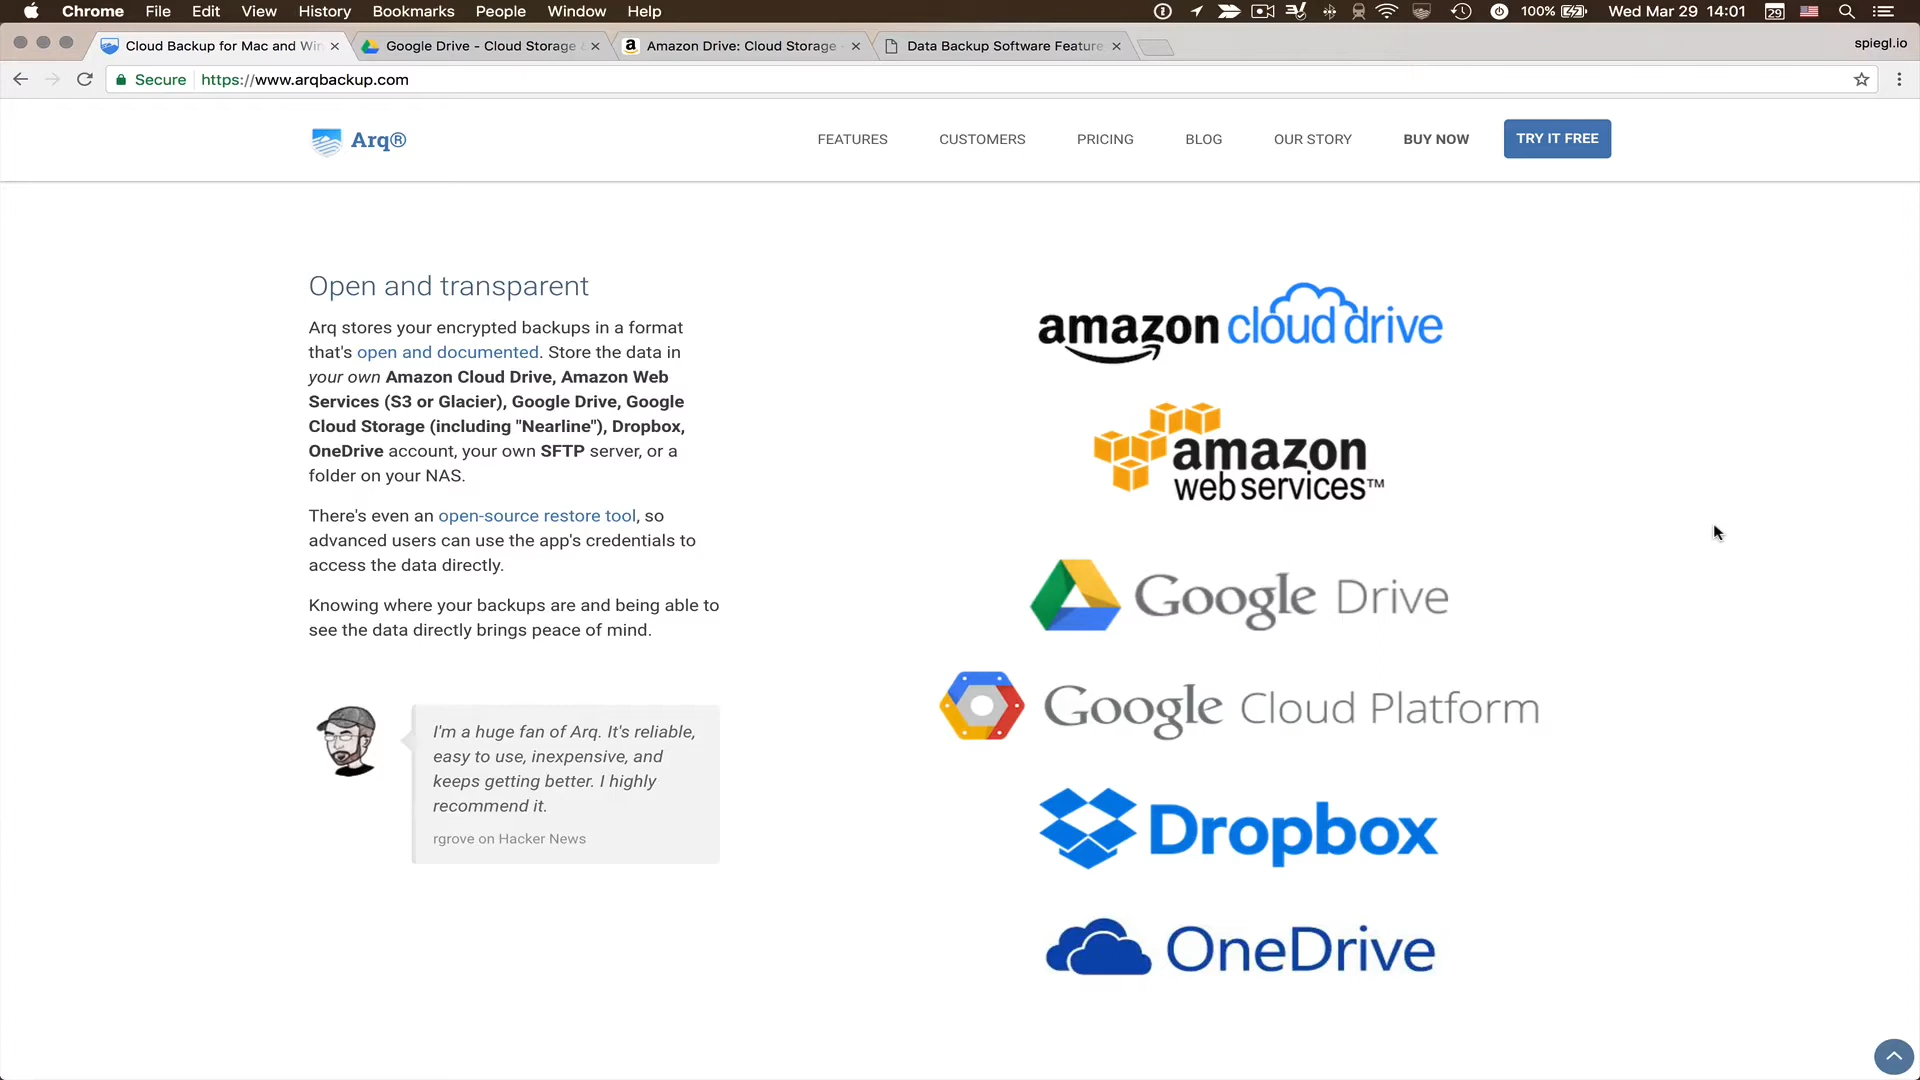 Chrome File Edit View History Bookmarks People Window Help 100% Wed Mar 29 14:01 29
Cloud Backup for Mac and Win Google Drive - Cloud Storage & a Amazon Drive: Cloud Storage Data Backup Software Feature spiegl.io
Secure https://www.arqbackup.com
Arq® FEATURES CUSTOMERS PRICING BLOG OUR STORY BUY NOW TRY IT FREE
Open and transparent
Arq stores your encrypted backups in a format
that's open and documented. Store the data in
your own Amazon Cloud Drive, Amazon Web
Services (S3 or Glacier), Google Drive, Google
Cloud Storage (including "Nearline"), Dropbox,
OneDrive account, your own SFTP server, or a
folder on your NAS.
There's even an open-source restore tool, so
advanced users can use the app's credentials to
access the data directly.
Knowing where your backups are and being able to
see the data directly brings peace of mind.
I'm a huge fan of Arq. It's reliable,
easy to use, inexpensive, and
keeps getting better. I highly
recommend it.
rgrove on Hacker News
amazon cloud drive
amazon
web services™
Google Drive
Google Cloud Platform
Dropbox
OneDrive